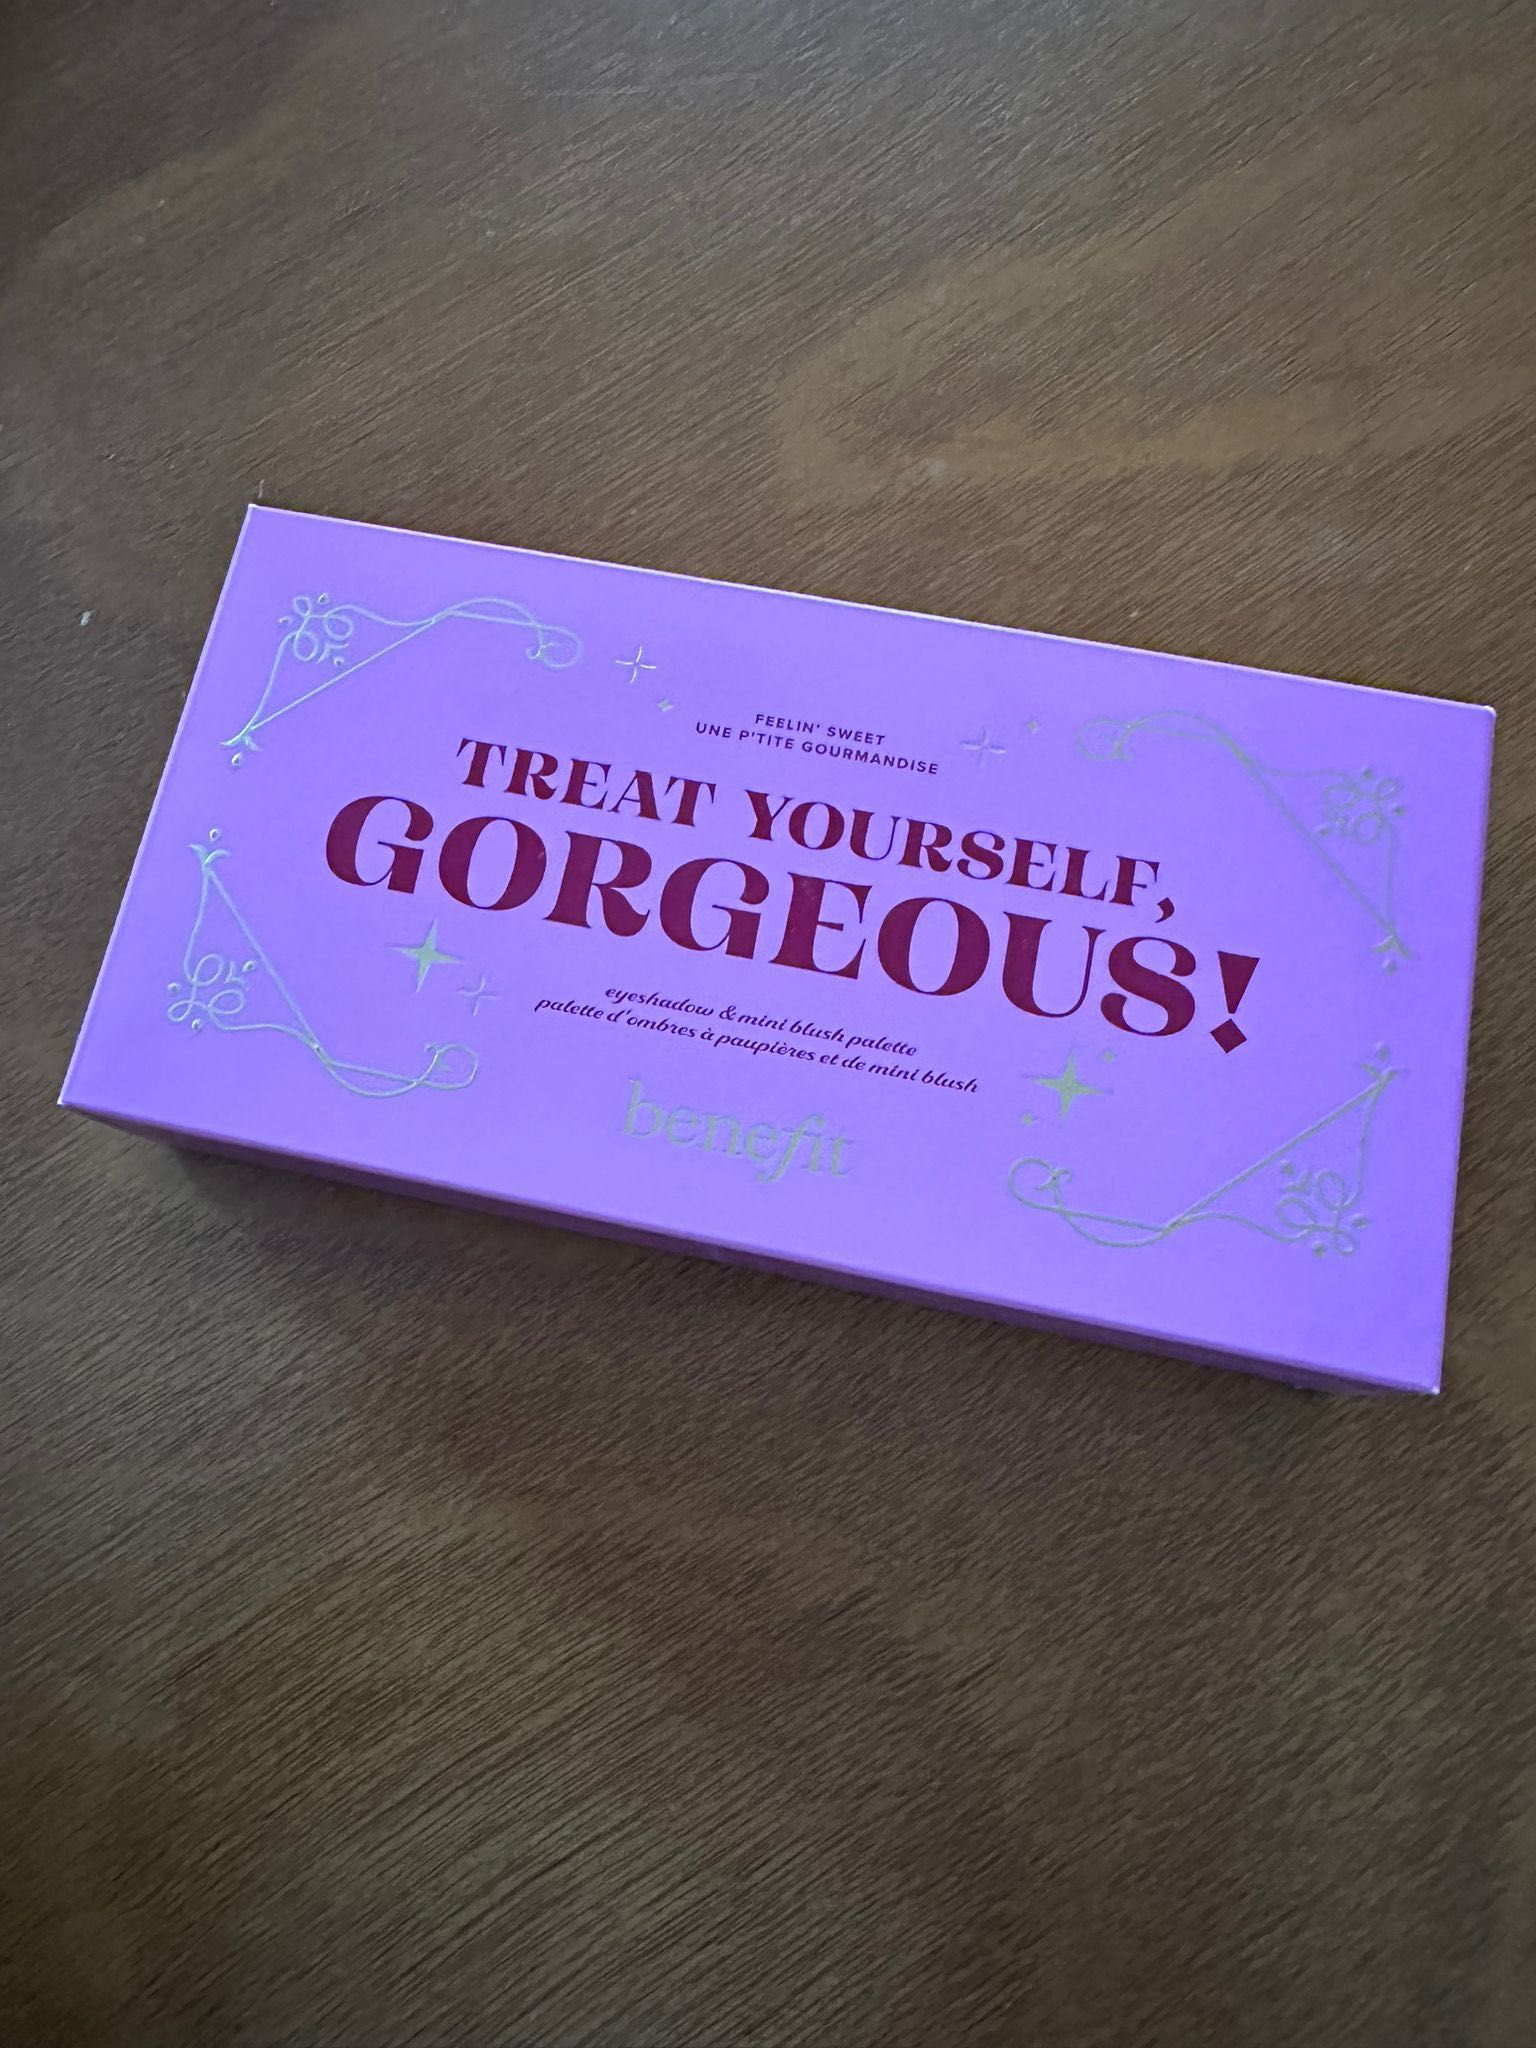 FEELIN' SWEET
UNE P'TITE GOURMANDISE
TREAT YOURSELF,
GORGEOUS!
eyeshadow & mini blush palette
palette d'ombres à paupières et de mini blush
benefit